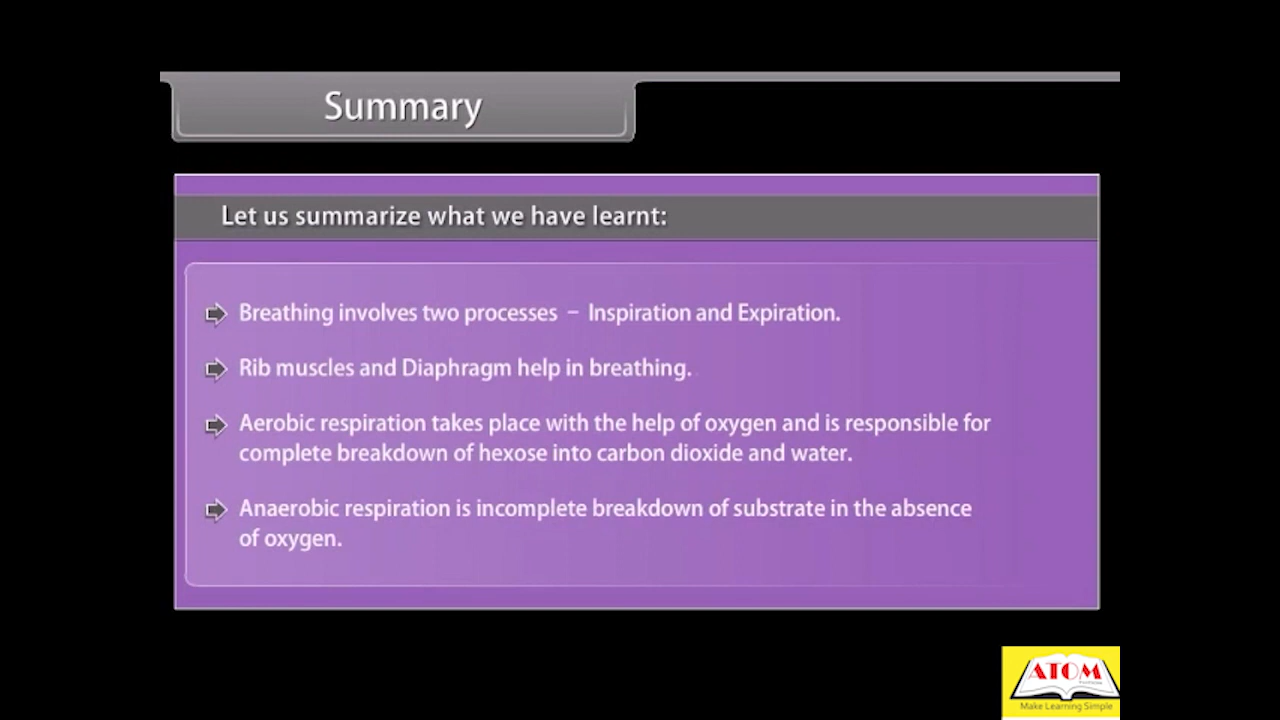 Summary
Let us summarize what we have learnt:
Breathing involves two processes – Inspiration and Expiration.
Rib muscles and Diaphragm help in breathing.
Aerobic respiration takes place with the help of oxygen and is responsible for
complete breakdown of hexose into carbon dioxide and water.
Anaerobic respiration is incomplete breakdown of substrate in the absence
of oxygen.
ATOM
Make Learning Simple